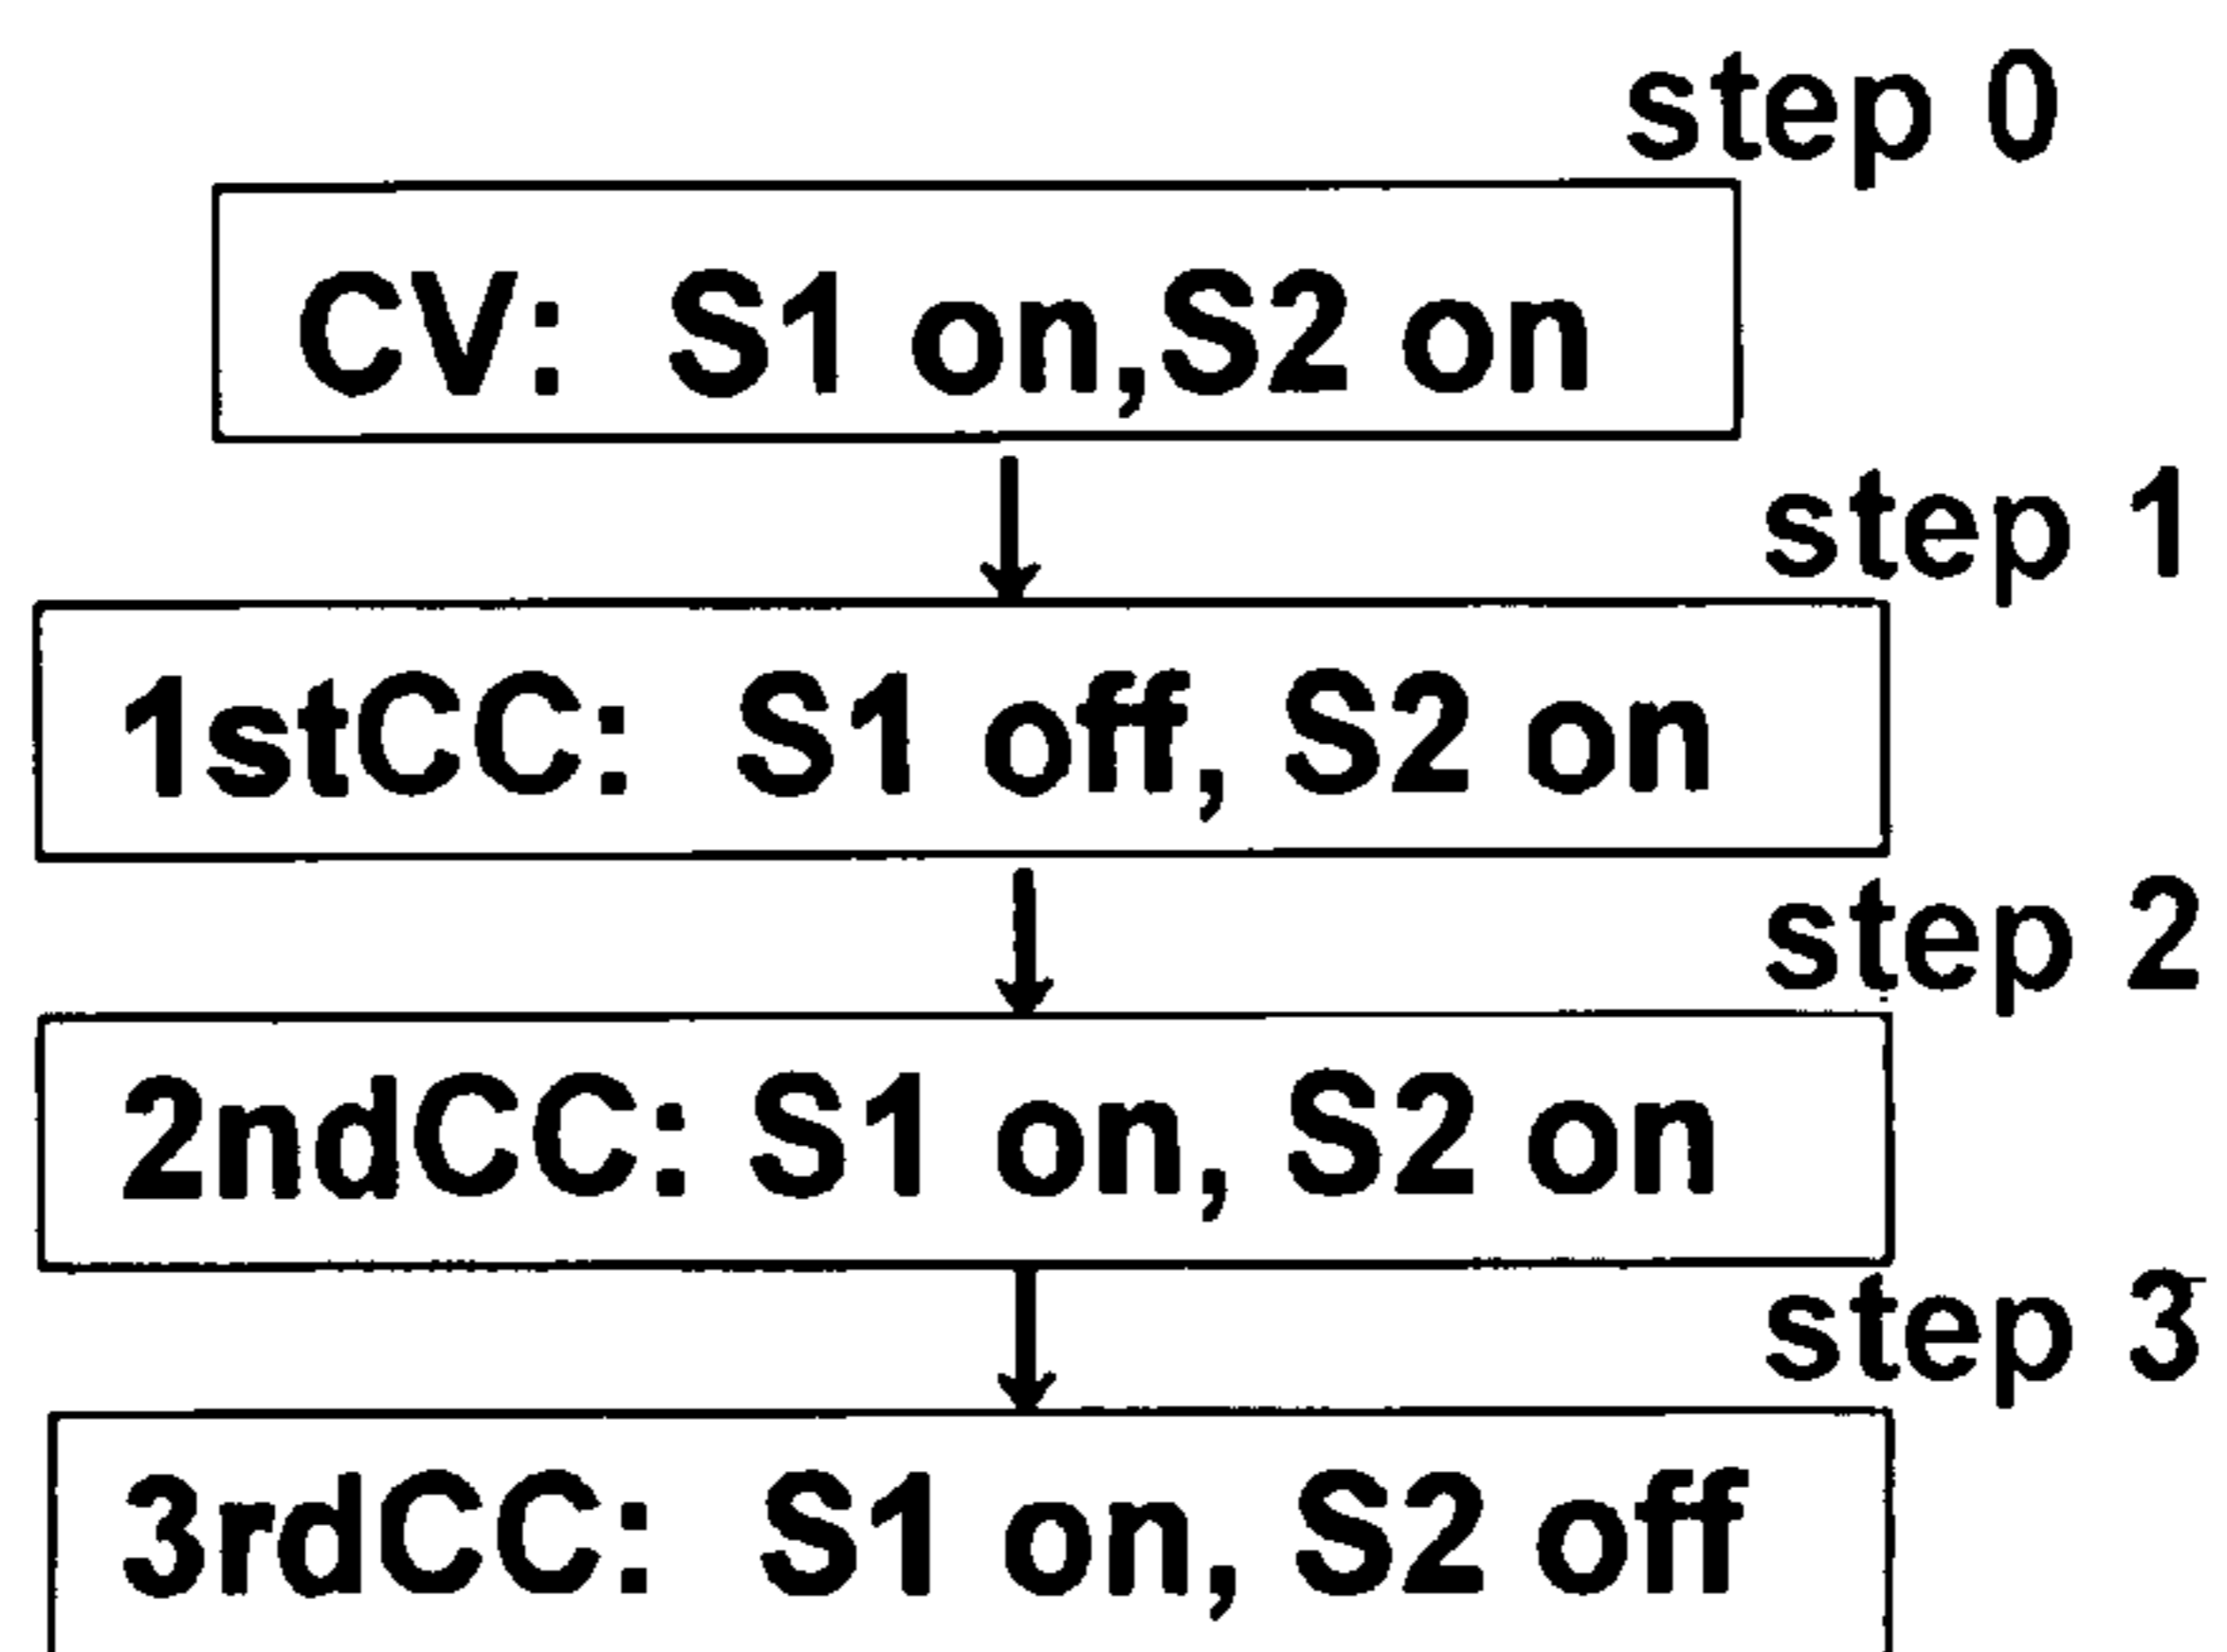 step 0
CV: S1 on,S2 on
step 1
1stCC: S1 off, S2 on
step 2
2ndCC: S1 on, S2 on
step 3
3rdCC: S1 on, S2 off